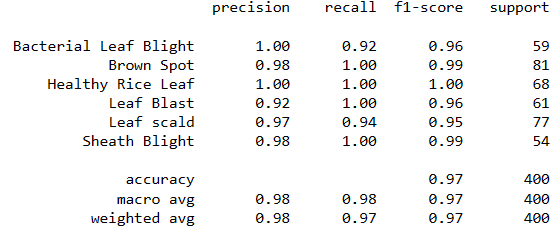 precision recall f1-score support
Bacterial Leaf Blight 1.00 0.92 0.96 59
Brown Spot 0.98 1.00 0.99 81
Healthy Rice Leaf 1.00 1.00 1.00 68
Leaf Blast 0.92 1.00 0.96 61
Leaf scald 0.97 0.94 0.95 77
Sheath Blight 0.98 1.00 0.99 54
accuracy 0.97 400
macro avg 0.98 0.98 0.97 400
weighted avg 0.98 0.97 0.97 400